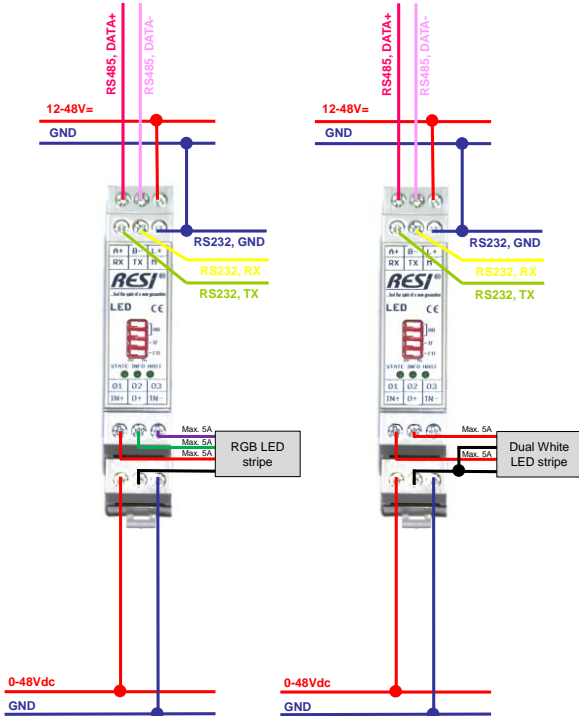 RS485, DATA+
RS485, DATA-
12-48V=
GND
RS232, GND
RS232, RX
RS232, TX
A+ B- L+
RX TX M-
RESI®
LED CE
STATE INFO HOST
O1 O2 O3
IN+ O+ IN-
Max. 5A
Max. 5A
Max. 5A
RGB LED
stripe
0-48Vdc
GND
RS485, DATA+
RS485, DATA-
12-48V=
GND
RS232, GND
RS232, RX
RS232, TX
A+ B- L+
RX TX M-
RESI®
LED CE
STATE INFO HOST
O1 O2 O3
IN+ O+ IN-
Max. 5A
Max. 5A
Dual White
LED stripe
0-48Vdc
GND